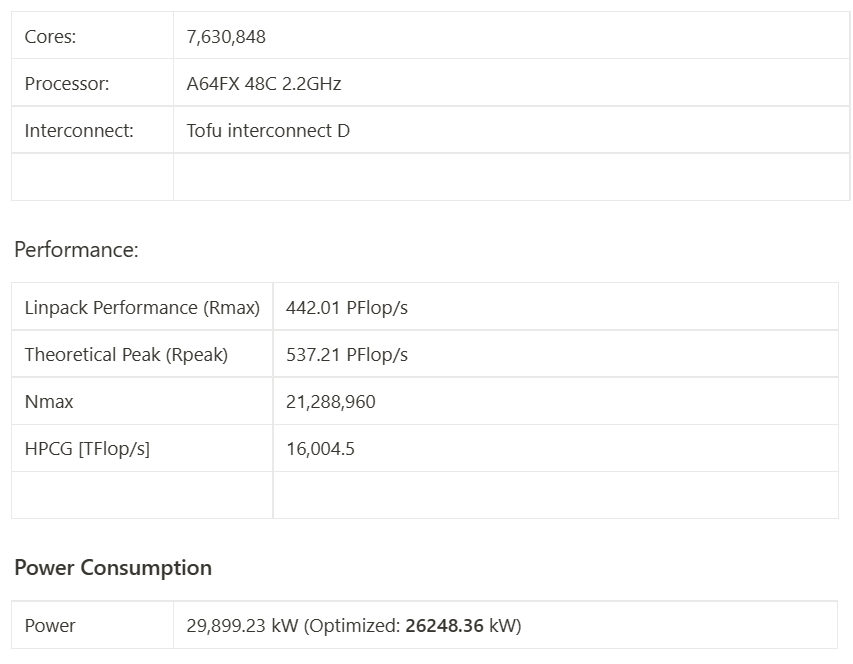 Cores: 7,630,848
Processor: A64FX 48C 2.2GHz
Interconnect: Tofu interconnect D
Performance:
Linpack Performance (Rmax) 442.01 PFlop/s
Theoretical Peak (Rpeak) 537.21 PFlop/s
Nmax 21,288,960
HPCG [TFlop/s] 16,004.5
Power Consumption
Power 29,899.23 kW (Optimized: 26248.36 kW)